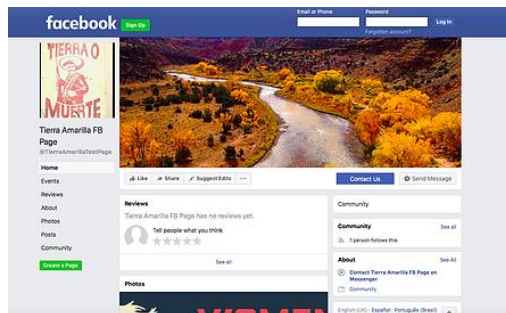 facebook
Sign Up
Email or Phone
Password
Log In
Forgotten account?
TIERRA O
MUERTE
Tierra Amarilla FB
Page
@TierraAmarillaTestPage
Home
Events
Reviews
About
Photos
Posts
Community
Create a Page
Like
Share
Suggest Edits
Contact Us
Send Message
Reviews
Tierra Amarilla FB Page has no reviews yet.
Tell people what you think
See all
Photos
Community
Community
See all
1 person follows this
About
See All
Contact Tierra Amarilla FB Page on
Messenger
Community
English (UK) · Español · Português (Brasil)